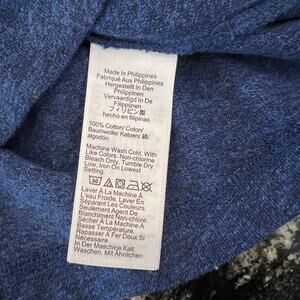 Made In Philippines
Fabriqué Aux Philippines
Hergestellt In Den
Philippinen
Vervaardigd In De
Filippijnen
フィリピン製
hecho en filipinas
100% Cotton/ Coton/
Baumwolle/ Katoen/ 綿/
algodón
Machine Wash Cold, With
Like Colors. Non-chlorine
Bleach Only, Tumble Dry
Low, Iron On Lowest
Setting.
30
Laver À La Machine À
L'eau Froide. Laver En
Séparant Les Couleurs.
Seulement Agent De
Blanchiment Non-chlore.
Sécher À La Machine À
Basse Température.
Repasser À Fer Doux Si
Nécessaire.
In Der Maschine Kalt
Waschen, Mit Ähnlichen